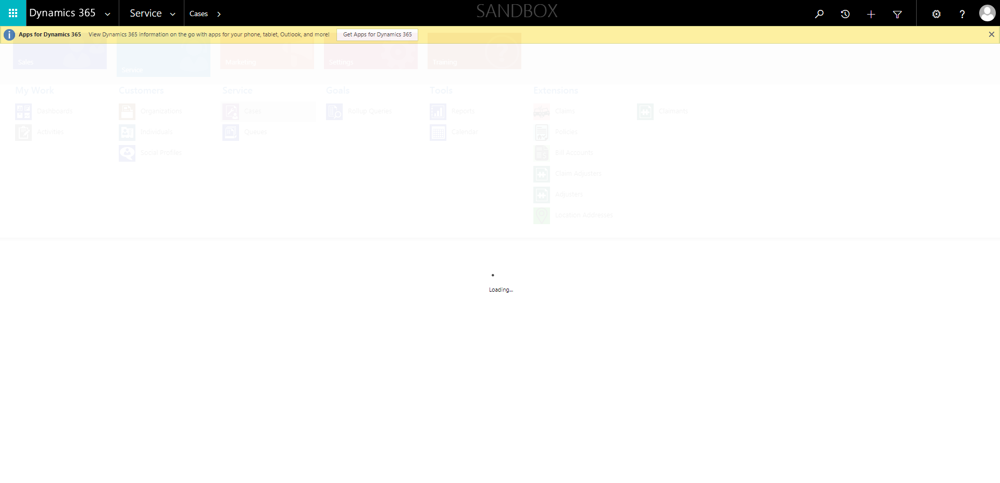 Dynamics 365 Service Cases SANDBOX
Apps for Dynamics 365 View Dynamics 365 information on the go with apps for your phone, tablet, Outlook, and more! Get Apps for Dynamics 365
Sales Service Marketing Settings Training
My Work Customers Service Goals Tools Extensions
Dashboards Organizations Cases Rollup Queries Reports Claims Claimants
Activities Individuals Queues Calendar Policies
Social Profiles Bill Accounts
Claim Adjusters
Adjusters
Location Addresses
Loading...